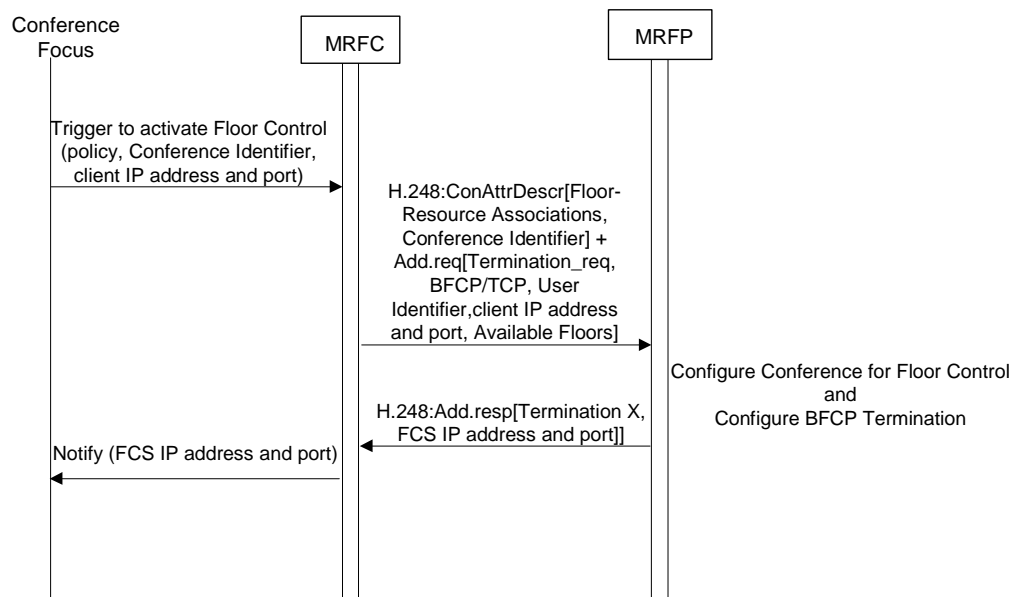 Conference
Focus
MRFC
MRFP
Trigger to activate Floor Control
(policy, Conference Identifier,
client IP address and port)
H.248:ConAttrDescr[Floor-
Resource Associations,
Conference Identifier] +
Add.req[Termination_req,
BFCP/TCP, User
Identifier,client IP address
and port, Available Floors]
Configure Conference for Floor Control
and
Configure BFCP Termination
H.248:Add.resp[Termination X,
FCS IP address and port]]
Notify (FCS IP address and port)